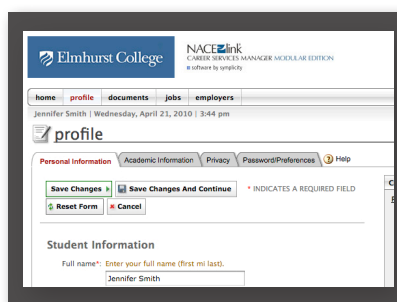 Elmhurst College
NACElink
CAREER SERVICES MANAGER MODULAR EDITION
software by symplicity
home profile documents jobs employers
Jennifer Smith | Wednesday, April 21, 2010 | 3:44 pm
profile
Personal Information Academic Information Privacy Password/Preferences ? Help
Save Changes Save Changes And Continue * INDICATES A REQUIRED FIELD
Reset Form Cancel
Student Information
Full name*: Enter your full name (first mi last).
Jennifer Smith